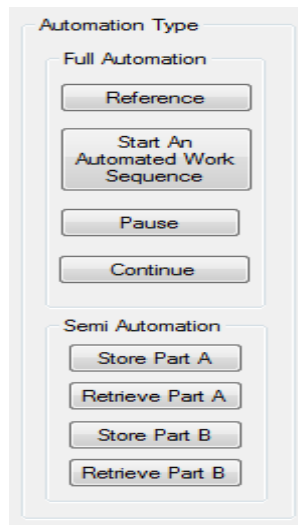 Automation Type
Full Automation
Reference
Start An
Automated Work
Sequence
Pause
Continue
Semi Automation
Store Part A
Retrieve Part A
Store Part B
Retrieve Part B